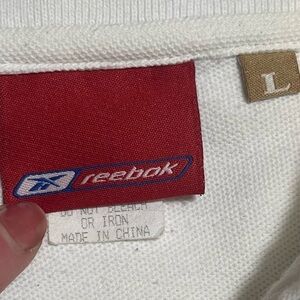 L
reebok
DO NOT BLEACH
OR IRON
MADE IN CHINA